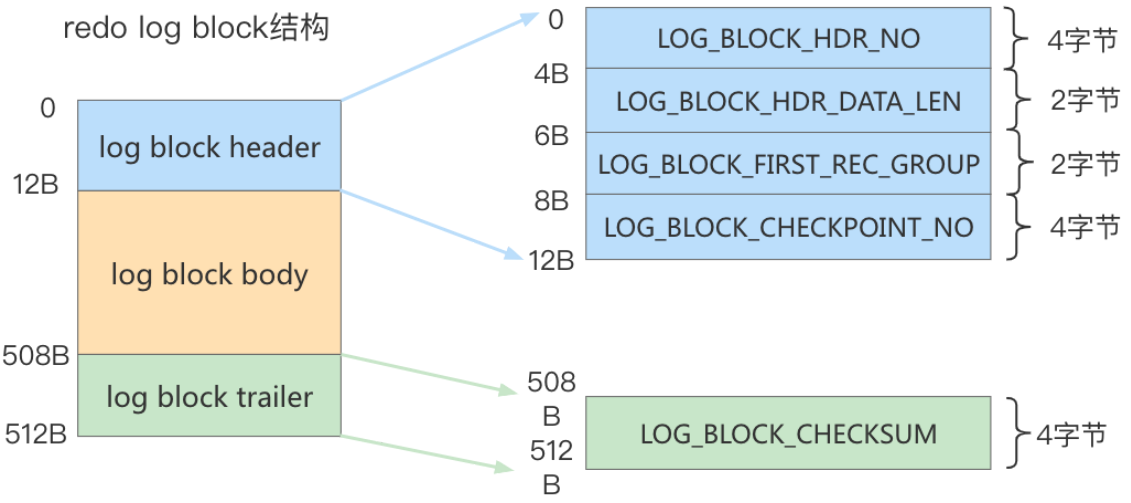 redo log block结构
0
log block header
12B
log block body
508B
log block trailer
512B
0
LOG_BLOCK_HDR_NO
4字节
4B
LOG_BLOCK_HDR_DATA_LEN
2字节
6B
LOG_BLOCK_FIRST_REC_GROUP
2字节
8B
LOG_BLOCK_CHECKPOINT_NO
4字节
12B
508
B
LOG_BLOCK_CHECKSUM
4字节
512
B